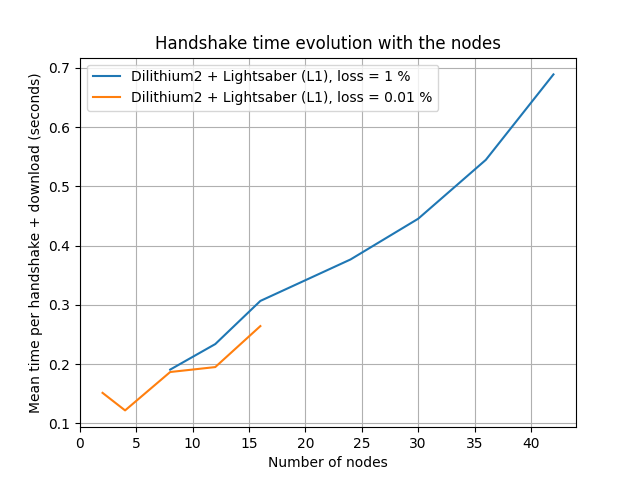 Handshake time evolution with the nodes
Dilithium2 + Lightsaber (L1), loss = 1 %
Dilithium2 + Lightsaber (L1), loss = 0.01 %
Mean time per handshake + download (seconds)
0.7
0.6
0.5
0.4
0.3
0.2
0.1
0 5 10 15 20 25 30 35 40
Number of nodes